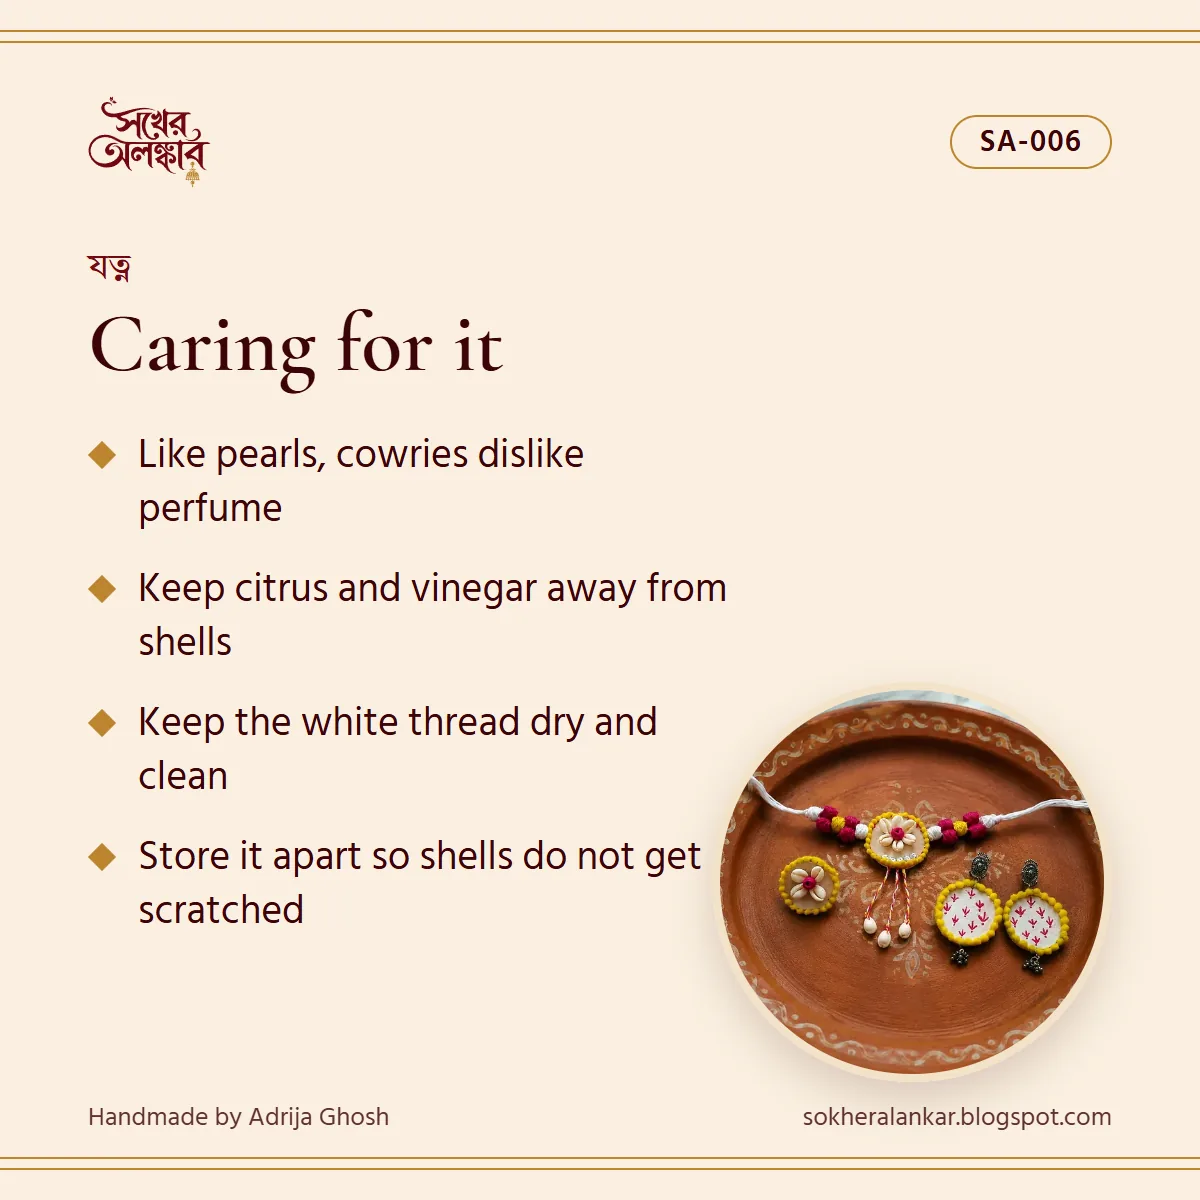 সখের
অলঙ্কার
SA-006
যত্ন
Caring for it
Like pearls, cowries dislike
perfume
Keep citrus and vinegar away from
shells
Keep the white thread dry and
clean
Store it apart so shells do not get
scratched
Handmade by Adrija Ghosh
sokheralankar.blogspot.com